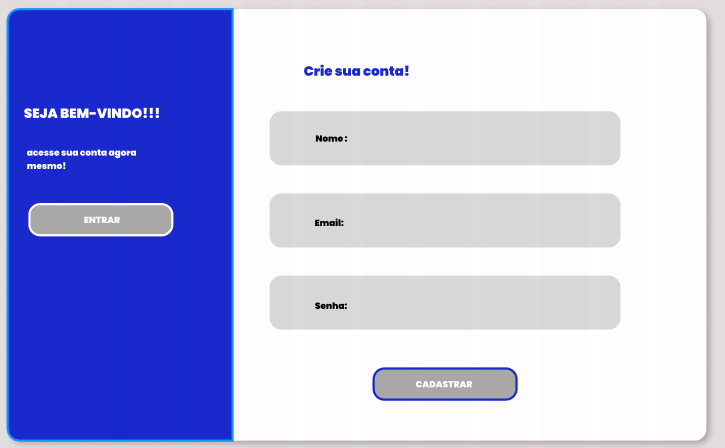 SEJA BEM-VINDO!!!
acesse sua conta agora
mesmo!
ENTRAR
Crie sua conta!
Nome:
Email:
Senha:
CADASTRAR